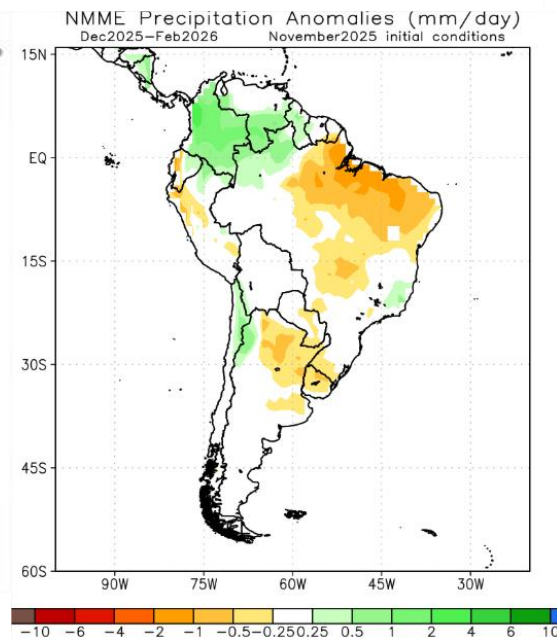 NMME Precipitation Anomalies (mm/day)
Dec2025-Feb2026 November2025 initial conditions
15N
EQ
15S
30S
45S
60S
90W 75W 60W 45W 30W
-10 -6 -4 -2 -1 -0.5 -0.25 0.25 0.5 1 2 4 6 10